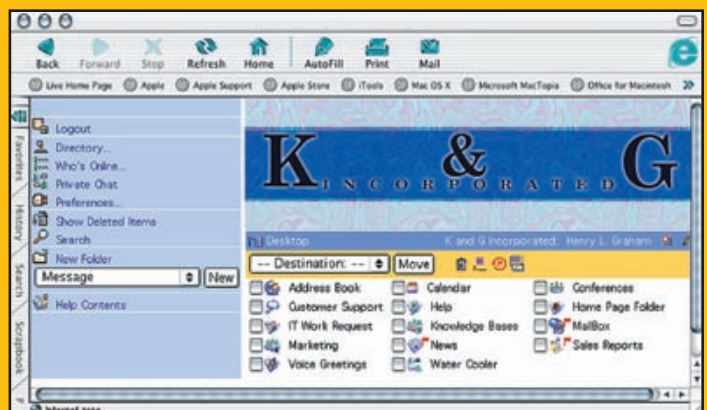 Back Forward Stop Refresh Home AutoFill Print Mail
Live Home Page Apple Apple Support Apple Store iTools Mac OS X Microsoft MacTopia Office for Macintosh
Favorites
History
Search
Scrapbook
Logout
Directory...
Who's Online...
Private Chat
Preferences...
Show Deleted Items
Search
New Folder
Message New
Help Contents
K & G
INCORPORATED
Desktop K and G Incorporated: Henry L. Graham
-- Destination: -- Move
Address Book Calendar Conferences
Customer Support Help Home Page Folder
IT Work Request Knowledge Bases MailBox
Marketing News Sales Reports
Voice Greetings Water Cooler
Internet zone